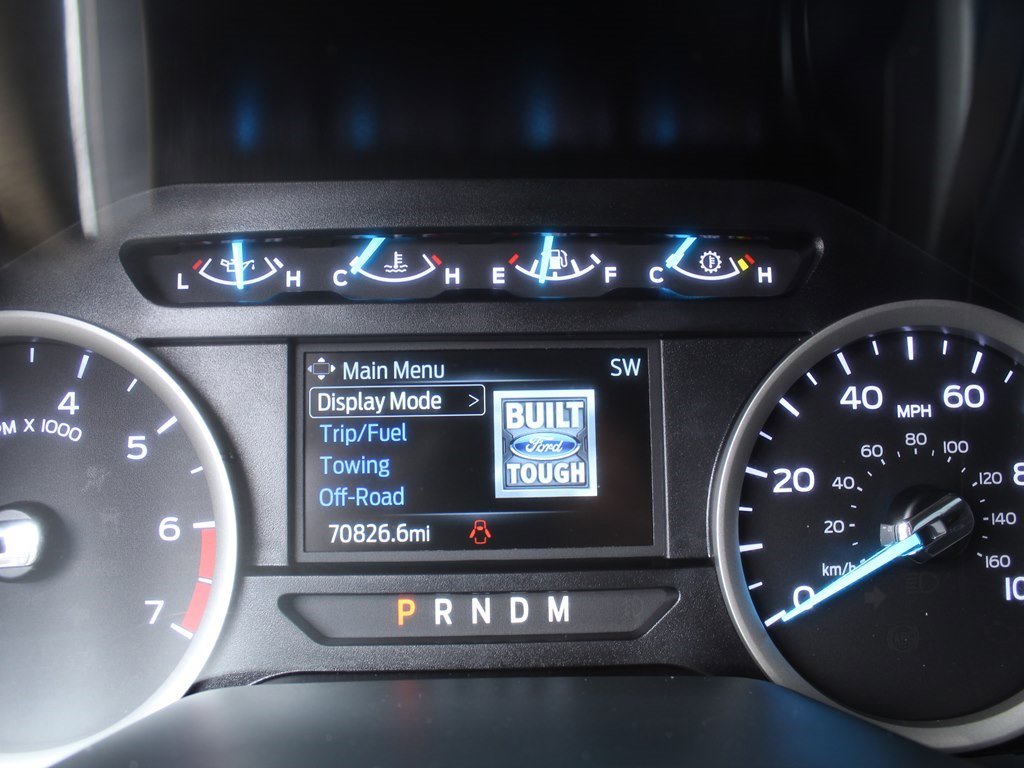 L H C H E F C H
Main Menu SW
Display Mode >
Trip/Fuel
Towing
Off-Road
70826.6mi
BUILT
Ford
TOUGH
P R N D M
4
5
6
7
X 1000
0
20
40
60
MPH
20
40
60
80
100
120
140
160
km/h